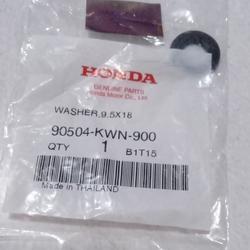 HONDA
GENUINE PARTS
Honda Motor Co., Ltd.
WASHER,9.5X18
90504-KWN-900
QTY 1 B1T15
Made in THAILAND